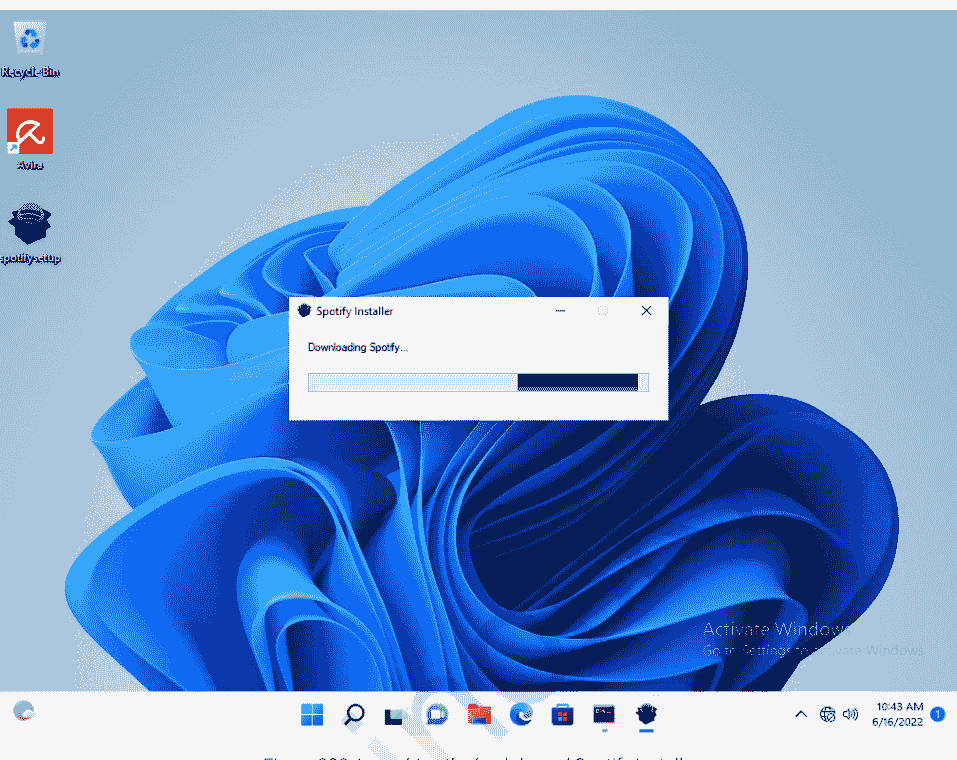 Recycle Bin
Avira
spotifysetup
Spotify Installer
Downloading Spotify...
Activate Windows
Go to Settings to activate Windows.
10:43 AM
6/16/2022
1